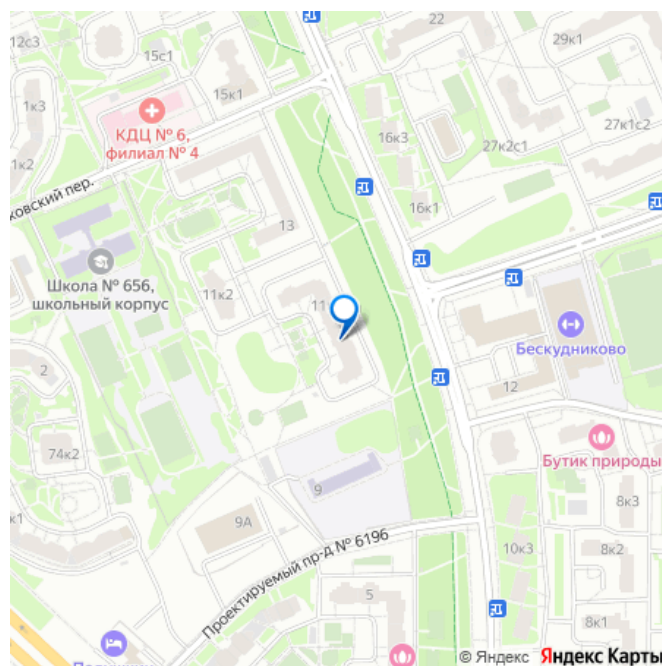 12с3
15с1
22
29к1
1к3
15к1
КДЦ № 6,
филиал № 4
16к3
27к2с1
27к1с2
1к2
ковский пер.
16к1
13
Школа № 656,
школьный корпус
11к2
11
Бескудниково
2
12
74к2
Бутик природы
9
8к3
к1
9А
10к3
8к2
Проектируемый пр-д № 6196
5
8к1
© Яндекс Яндекс Карты